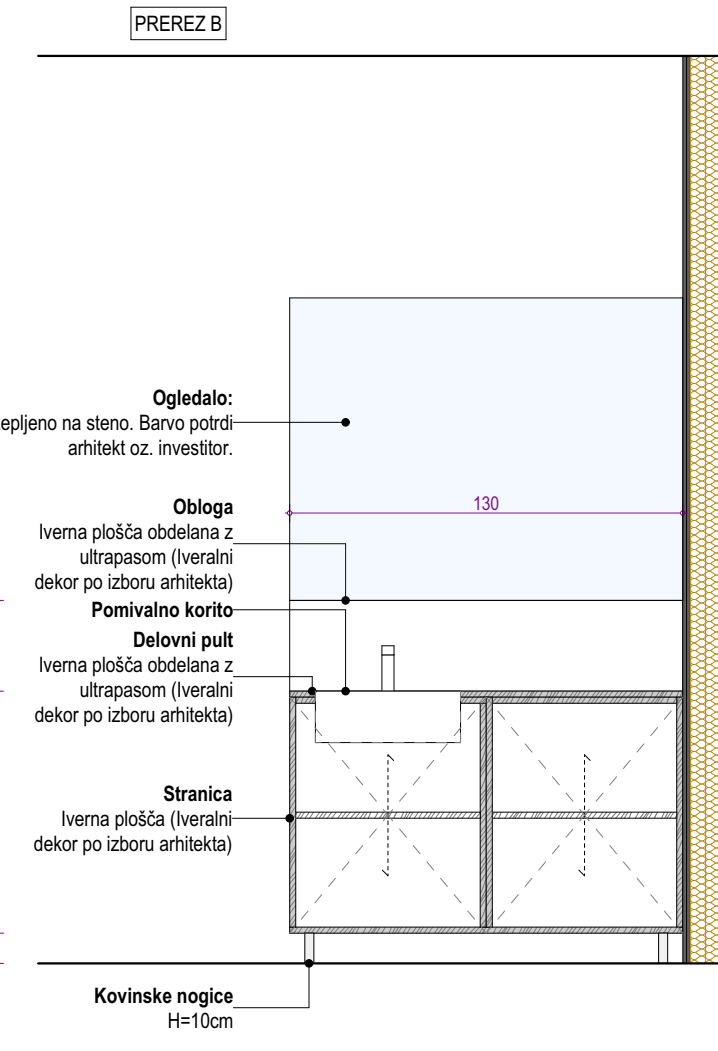 PREREZ B
Ogledalo:
epljeno na steno. Barvo potrdi
arhitekt oz. investitor.
130
Obloga
Iverna plošča obdelana z
ultrapasom (Iveralni
dekor po izboru arhitekta)
Pomivalno korito
Delovni pult
Iverna plošča obdelana z
ultrapasom (Iveralni
dekor po izboru arhitekta)
Stranica
Iverna plošča (Iveralni
dekor po izboru arhitekta)
Kovinske nogice
H=10cm